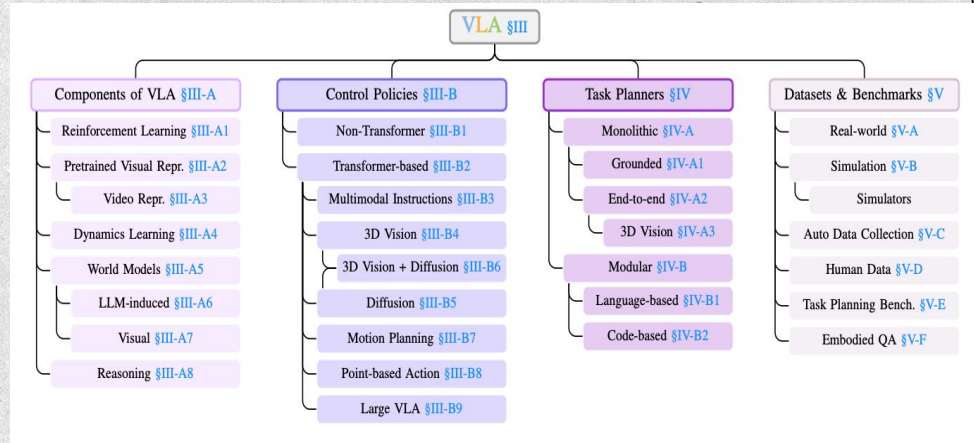 VLA §III
Components of VLA §III-A
Reinforcement Learning §III-A1
Pretrained Visual Repr. §III-A2
Video Repr. §III-A3
Dynamics Learning §III-A4
World Models §III-A5
LLM-induced §III-A6
Visual §III-A7
Reasoning §III-A8
Control Policies §III-B
Non-Transformer §III-B1
Transformer-based §III-B2
Multimodal Instructions §III-B3
3D Vision §III-B4
3D Vision + Diffusion §III-B6
Diffusion §III-B5
Motion Planning §III-B7
Point-based Action §III-B8
Large VLA §III-B9
Task Planners §IV
Monolithic §IV-A
Grounded §IV-A1
End-to-end §IV-A2
3D Vision §IV-A3
Modular §IV-B
Language-based §IV-B1
Code-based §IV-B2
Datasets & Benchmarks §V
Real-world §V-A
Simulation §V-B
Simulators
Auto Data Collection §V-C
Human Data §V-D
Task Planning Bench. §V-E
Embodied QA §V-F